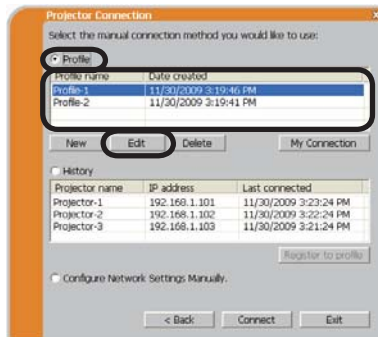 Projector Connection
Select the manual connection method you would like to use:
Profile
Profile name Date created
Profile-1 11/30/2009 3:19:46 PM
Profile-2 11/30/2009 3:19:41 PM
New Edit Delete My Connection
History
Projector name IP address Last connected
Projector-1 192.168.1.101 11/30/2009 3:23:24 PM
Projector-2 192.168.1.102 11/30/2009 3:22:24 PM
Projector-3 192.168.1.103 11/30/2009 3:21:24 PM
Register to profile
Configure Network Settings Manually.
< Back Connect Exit